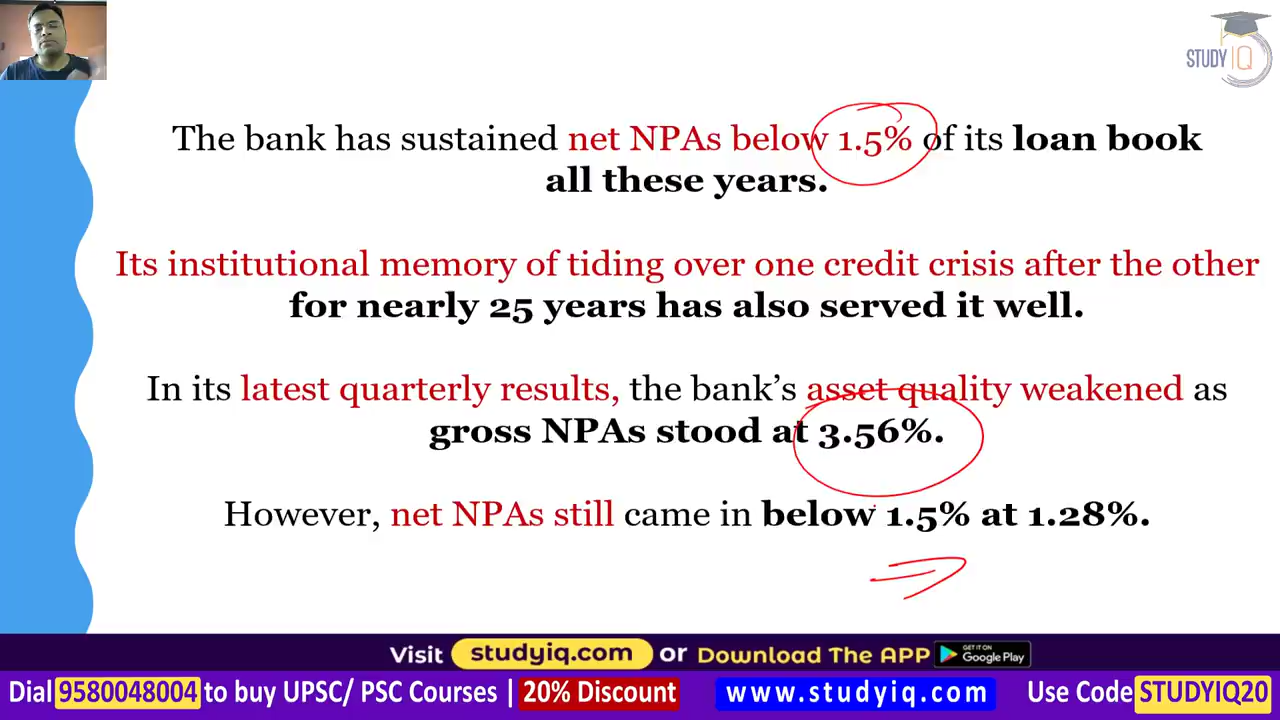 STUDY IQ
The bank has sustained net NPAs below 1.5% of its loan book
all these years.
Its institutional memory of tiding over one credit crisis after the other
for nearly 25 years has also served it well.
In its latest quarterly results, the bank’s asset quality weakened as
gross NPAs stood at 3.56%.
However, net NPAs still came in below 1.5% at 1.28%.
Visit studyiq.com or Download The APP GET IT ON Google Play
Dial 9580048004 to buy UPSC/ PSC Courses | 20% Discount www.studyiq.com Use Code STUDYIQ20